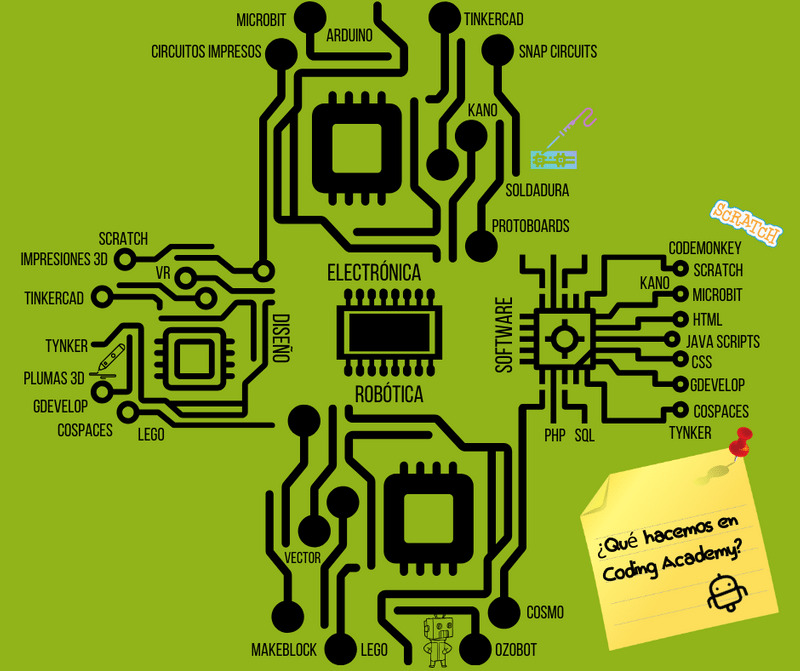 MICROBIT
ARDUINO
TINKERCAD
CIRCUITOS IMPRESOS
SNAP CIRCUITS
KANO
SOLDADURA
PROTOBOARDS
ELECTRÓNICA
SCRATCH
IMPRESIONES 3D
VR
TINKERCAD
DISEÑO
TYNKER
PLUMAS 3D
GDEVELOP
COSPACES
LEGO
SCRATCH
CODEMONKEY
SCRATCH
KANO
MICROBIT
HTML
JAVA SCRIPTS
CSS
GDEVELOP
COSPACES
TYNKER
SOFTWARE
PHP
SQL
ROBÓTICA
VECTOR
COSMO
MAKEBLOCK
LEGO
OZOBOT
¿Qué hacemos en
Coding Academy?